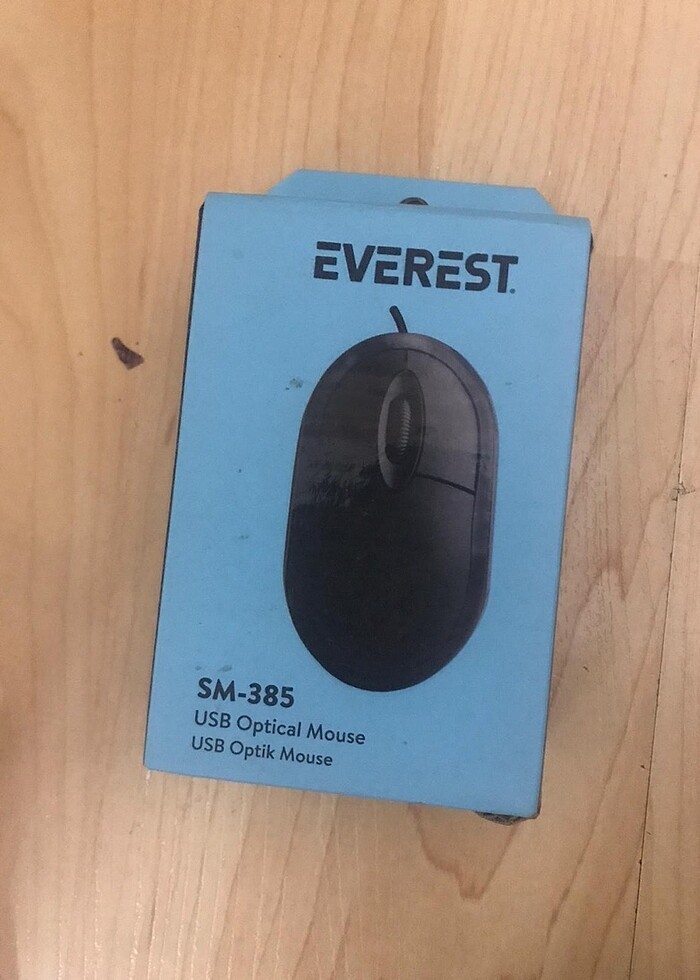 EVEREST.
SM-385
USB Optical Mouse
USB Optik Mouse